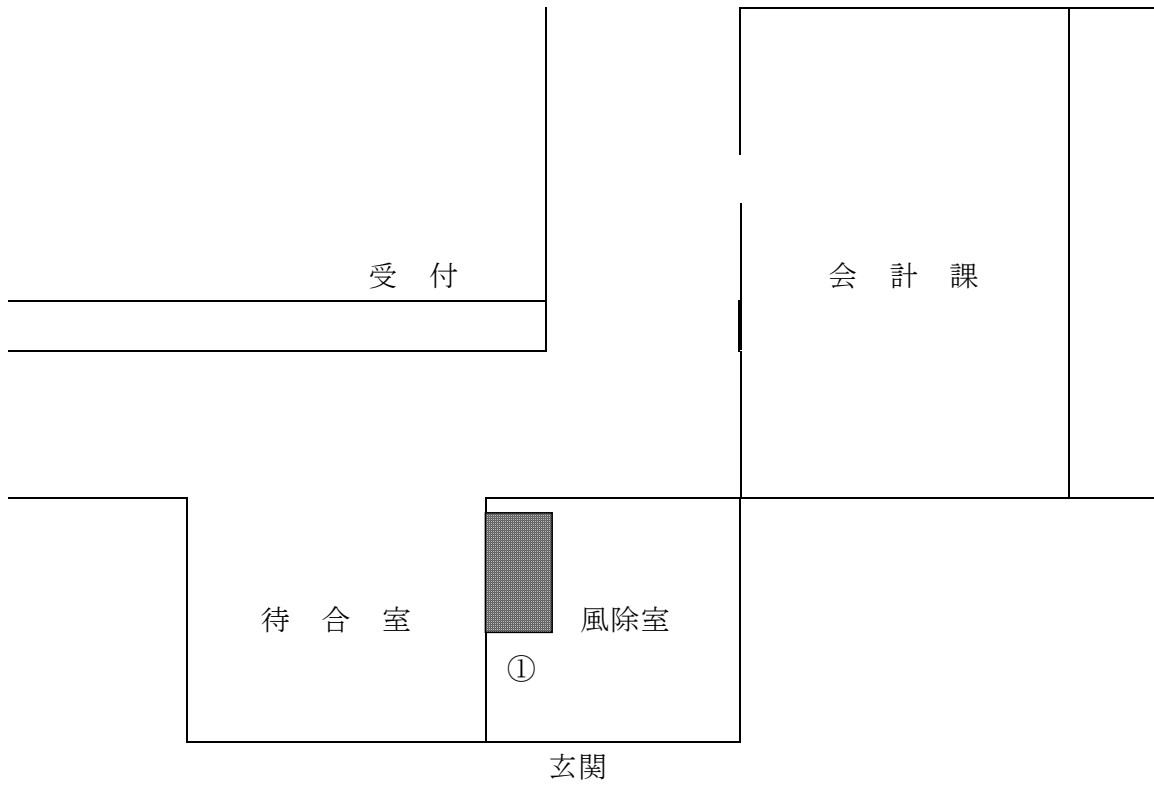 受　付
会　計　課
待　合　室
風除室
①
玄関